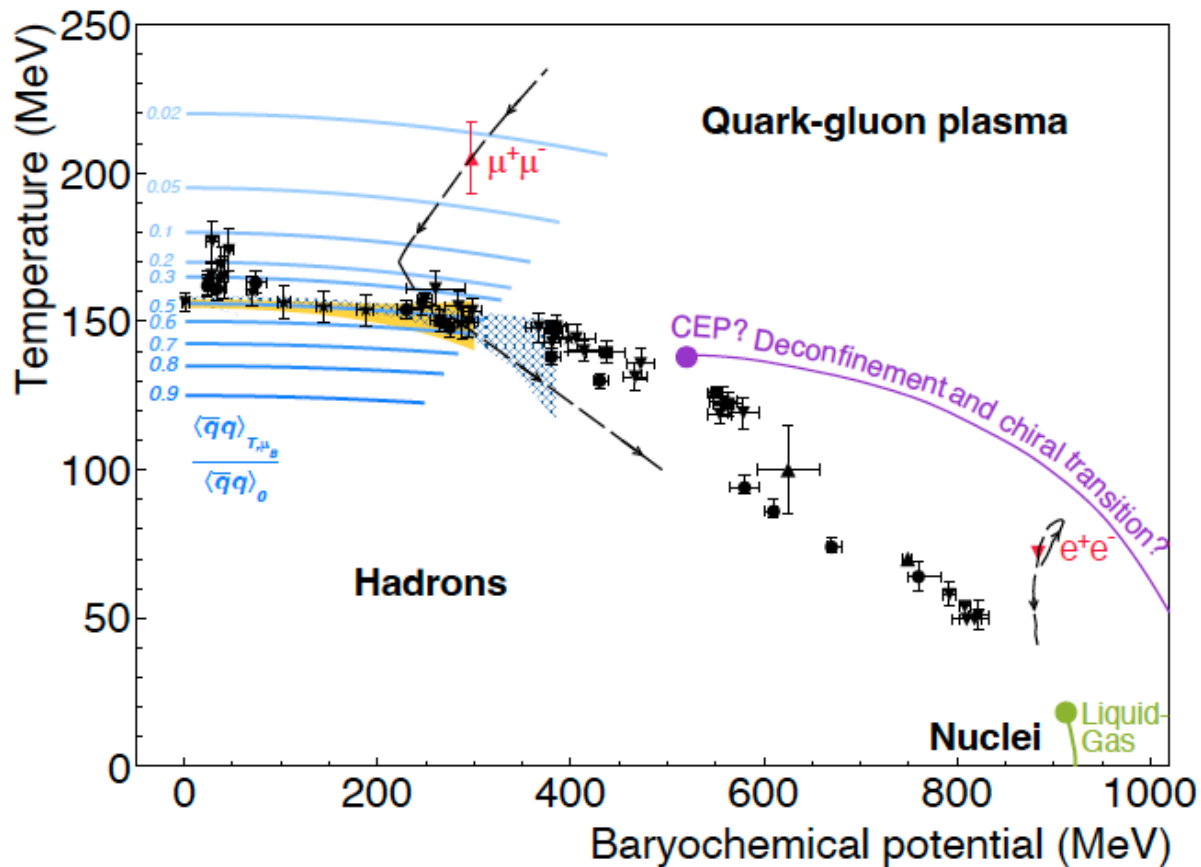 Temperature (MeV)
250
200
150
100
50
0
0.02
0.05
0.1
0.2
0.3
0.5
0.6
0.7
0.8
0.9
⟨q̅q⟩T,μB
⟨q̅q⟩0
μ+μ-
Quark-gluon plasma
CEP? Deconfinement and chiral transition?
Hadrons
e+e-
Nuclei
Liquid-
Gas
0 200 400 600 800 1000
Baryochemical potential (MeV)